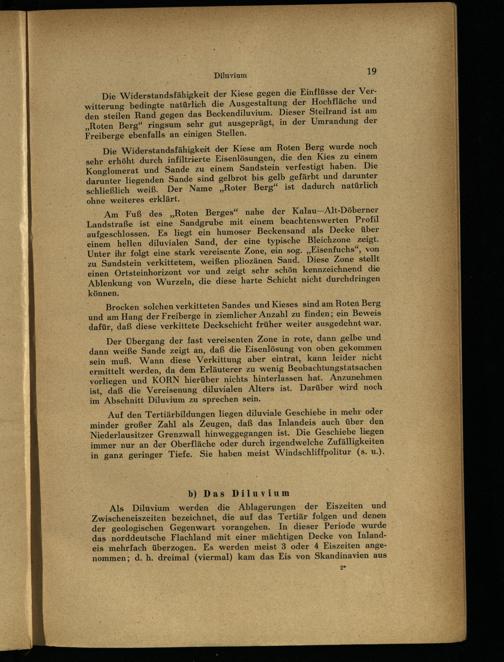 Diluvium
19
Die Widerstandsfähigkeit der Kiese gegen die Einflüsse der Ver-
witterung bedingte natürlich die Ausgestaltung der Hochfläche und
den steilen Rand gegen das Beckendiluvium. Dieser Steilrand ist am
„Roten Berg“ ringsum sehr gut ausgeprägt, in der Umrandung der
Freiberge ebenfalls an einigen Stellen.
Die Widerstandsfähigkeit der Kiese am Roten Berg wurde noch
sehr erhöht durch infiltrierte Eisenlösungen, die den Kies zu einem
Konglomerat und Sande zu einem Sandstein verfestigt haben. Die
darunter liegenden Sande sind gelbrot bis gelb gefärbt und darunter
schließlich weiß. Der Name „Roter Berg“ ist dadurch natürlich
ohne weiteres erklärt.
Am Fuß des „Roten Berges“ nahe der Kalau—Alt-Döberner
Landstraße ist eine Sandgrube mit einem beachtenswerten Profil
aufgeschlossen. Es liegt ein humoser Beckensand als Decke über
einem hellen diluvialen Sand, der eine typische Bleichzone zeigt.
Unter ihr folgt eine stark vereisente Zone, ein sog. „Eisenfuchs“, von
zu Sandstein verkittetem, weißen pliozänen Sand. Diese Zone stellt
einen Ortsteinhorizont vor und zeigt sehr schön kennzeichnend die
Ablenkung von Wurzeln, die diese harte Schicht nicht durchdringen
können.
Brocken solchen verkitteten Sandes und Kieses sind am Roten Berg
und am Hang der Freiberge in ziemlicher Anzahl zu finden; ein Beweis
dafür, daß diese verkittete Deckschicht früher weiter ausgedehnt war.
Der Übergang der fast vereisenten Zone in rote, dann gelbe und
dann weiße Sande zeigt an, daß die Eisenlösung von oben gekommen
sein muß. Wann diese Verkittung aber eintrat, kann leider nicht
ermittelt werden, da dem Erläuterer zu wenig Beobachtungstatsachen
vorliegen und KORN hierüber nichts hinterlassen hat. Anzunehmen
ist, daß die Vereisenung diluvialen Alters ist. Darüber wird noch
im Abschnitt Diluvium zu sprechen sein.
Auf den Tertiärbildungen liegen diluviale Geschiebe in mehr oder
minder großer Zahl als Zeugen, daß das Inlandeis auch über den
Niederlausitzer Grenzwall hinweggegangen ist. Die Geschiebe liegen
immer nur an der Oberfläche oder durch irgendwelche Zufälligkeiten
in ganz geringer Tiefe. Sie haben meist Windschliffpolitur (s. u.).
b) Das Diluvium
Als Diluvium werden die Ablagerungen der Eiszeiten und
Zwischeneiszeiten bezeichnet, die auf das Tertiär folgen und denen
der geologischen Gegenwart vorangehen. In dieser Periode wurde
das norddeutsche Flachland mit einer mächtigen Decke von Inland-
eis mehrfach überzogen. Es werden meist 3 oder 4 Eiszeiten ange-
nommen; d. h. dreimal (viermal) kam das Eis von Skandinavien aus
2*